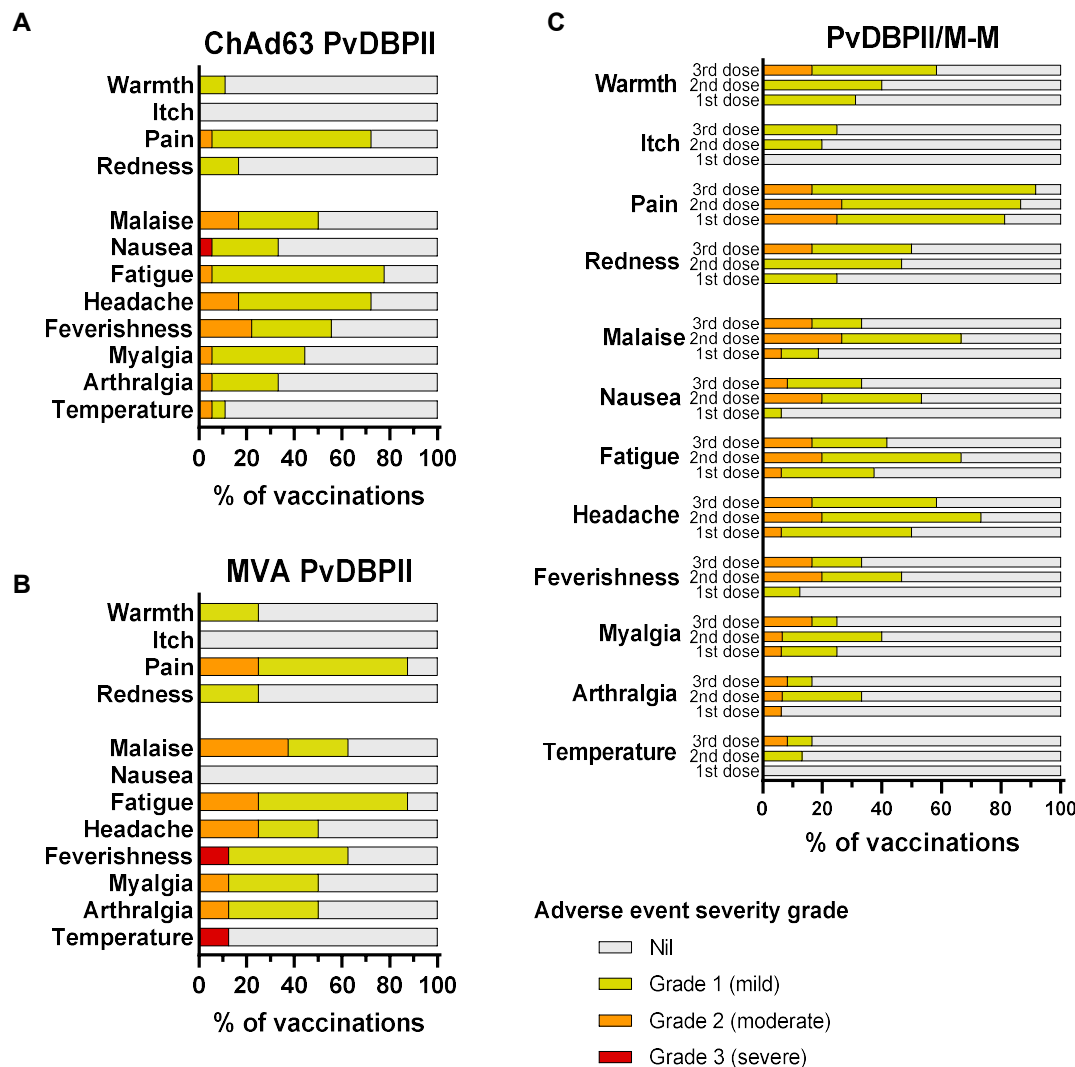 A
ChAd63 PvDBPII
Warmth
Itch
Pain
Redness
Malaise
Nausea
Fatigue
Headache
Feverishness
Myalgia
Arthralgia
Temperature
0 20 40 60 80 100
% of vaccinations
B
MVA PvDBPII
Warmth
Itch
Pain
Redness
Malaise
Nausea
Fatigue
Headache
Feverishness
Myalgia
Arthralgia
Temperature
0 20 40 60 80 100
% of vaccinations
C
PvDBPII/M-M
3rd dose
Warmth 2nd dose
1st dose
3rd dose
Itch 2nd dose
1st dose
3rd dose
Pain 2nd dose
1st dose
3rd dose
Redness 2nd dose
1st dose
3rd dose
Malaise 2nd dose
1st dose
3rd dose
Nausea 2nd dose
1st dose
3rd dose
Fatigue 2nd dose
1st dose
3rd dose
Headache 2nd dose
1st dose
3rd dose
Feverishness 2nd dose
1st dose
3rd dose
Myalgia 2nd dose
1st dose
3rd dose
Arthralgia 2nd dose
1st dose
3rd dose
Temperature 2nd dose
1st dose
0 20 40 60 80 100
% of vaccinations
Adverse event severity grade
Nil
Grade 1 (mild)
Grade 2 (moderate)
Grade 3 (severe)